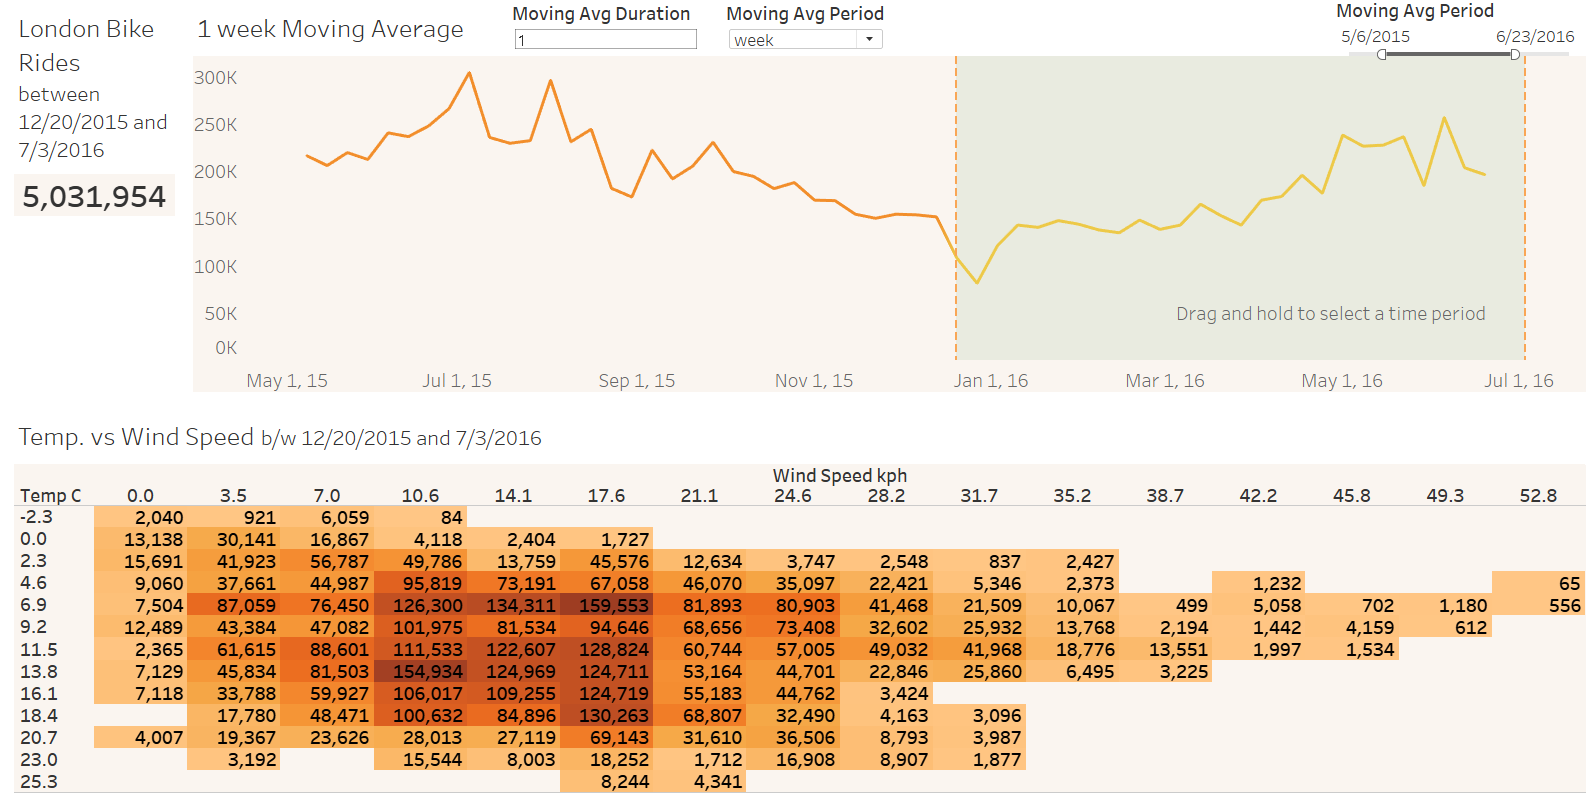 London Bike
Rides
between
12/20/2015 and
7/3/2016
5,031,954
1 week Moving Average
Moving Avg Duration
1
Moving Avg Period
week
Moving Avg Period
5/6/2015 6/23/2016
300K
250K
200K
150K
100K
50K
0K
Drag and hold to select a time period
May 1, 15 Jul 1, 15 Sep 1, 15 Nov 1, 15 Jan 1, 16 Mar 1, 16 May 1, 16 Jul 1, 16
Temp. vs Wind Speed b/w 12/20/2015 and 7/3/2016
Wind Speed kph
Temp C 0.0 3.5 7.0 10.6 14.1 17.6 21.1 24.6 28.2 31.7 35.2 38.7 42.2 45.8 49.3 52.8
-2.3 2,040 921 6,059 84
0.0 13,138 30,141 16,867 4,118 2,404 1,727
2.3 15,691 41,923 56,787 49,786 13,759 45,576 12,634 3,747 2,548 837 2,427
4.6 9,060 37,661 44,987 95,819 73,191 67,058 46,070 35,097 22,421 5,346 2,373 1,232 65
6.9 7,504 87,059 76,450 126,300 134,311 159,553 81,893 80,903 41,468 21,509 10,067 499 5,058 702 1,180 556
9.2 12,489 43,384 47,082 101,975 81,534 94,646 68,656 73,408 32,602 25,932 13,768 2,194 1,442 4,159 612
11.5 2,365 61,615 88,601 111,533 122,607 128,824 60,744 57,005 49,032 41,968 18,776 13,551 1,997 1,534
13.8 7,129 45,834 81,503 154,934 124,969 124,711 53,164 44,701 22,846 25,860 6,495 3,225
16.1 7,118 33,788 59,927 106,017 109,255 124,719 55,183 44,762 3,424
18.4 17,780 48,471 100,632 84,896 130,263 68,807 32,490 4,163 3,096
20.7 4,007 19,367 23,626 28,013 27,119 69,143 31,610 36,506 8,793 3,987
23.0 3,192 15,544 8,003 18,252 1,712 16,908 8,907 1,877
25.3 8,244 4,341